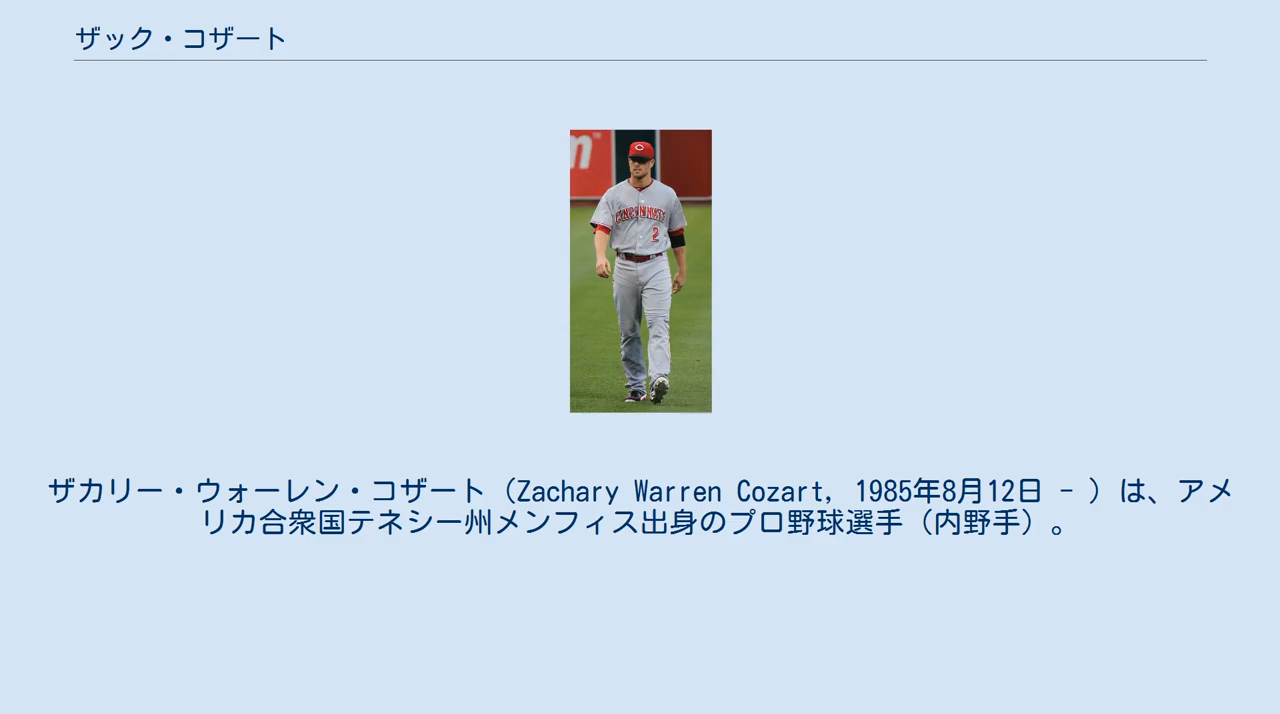 ザック・コザート
m™
CINCINNATI
2
ザカリー・ウォーレン・コザート（Zachary Warren Cozart, 1985年8月12日 - ）は、アメ
リカ合衆国テネシー州メンフィス出身のプロ野球選手（内野手）。